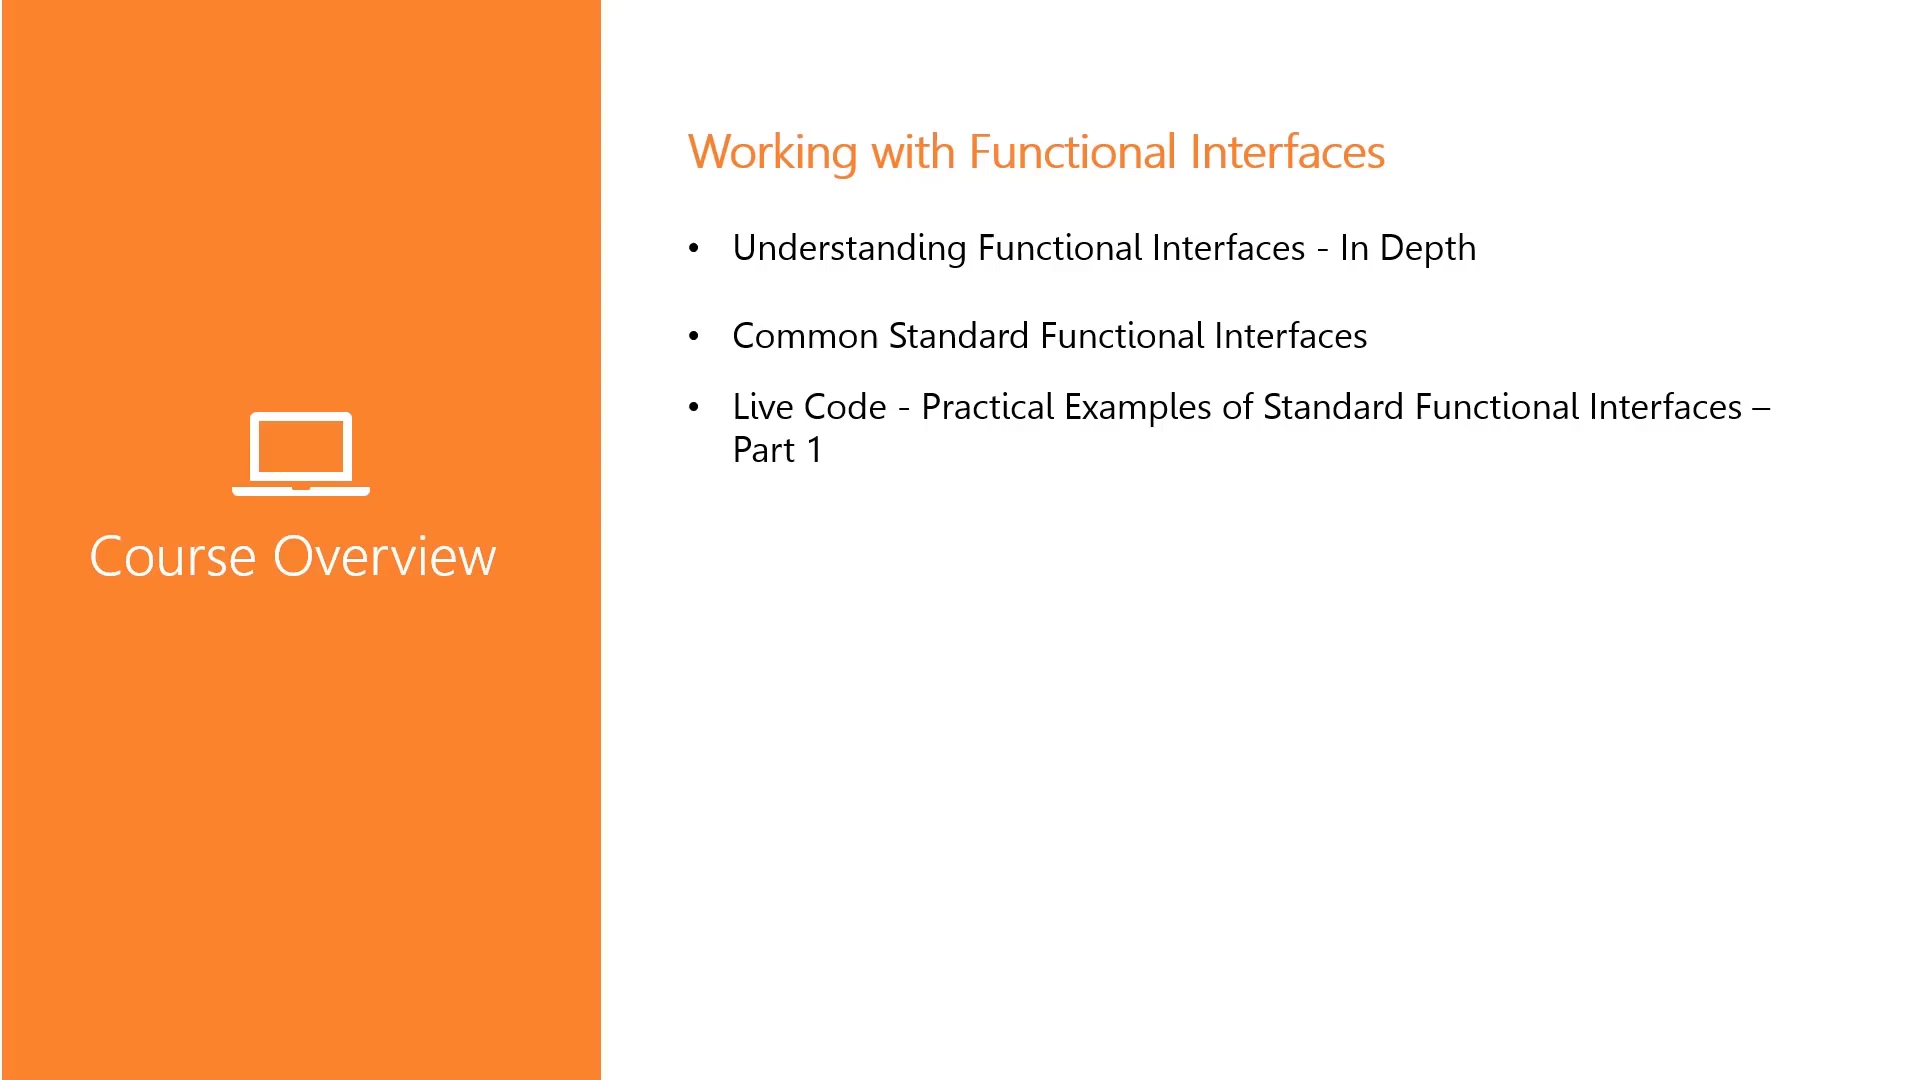 Course Overview
Working with Functional Interfaces
• Understanding Functional Interfaces - In Depth
• Common Standard Functional Interfaces
• Live Code - Practical Examples of Standard Functional Interfaces –
Part 1